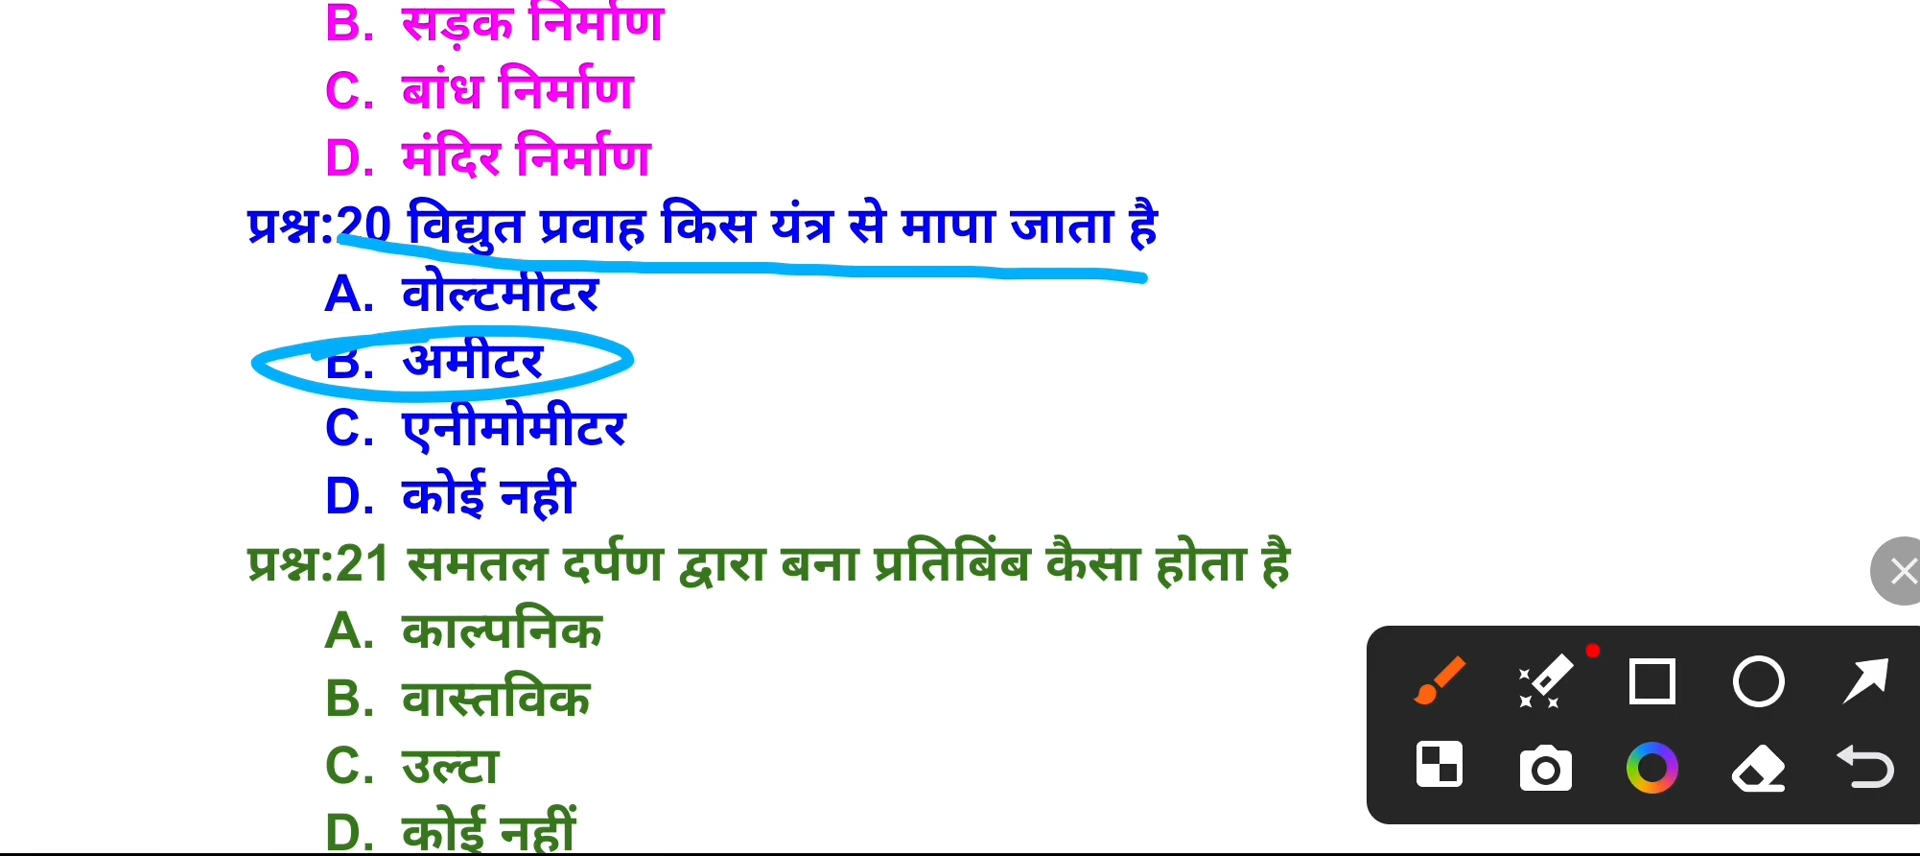 B. सड़क निर्माण
C. बांध निर्माण
D. मंदिर निर्माण
प्रश्न:20 विद्युत प्रवाह किस यंत्र से मापा जाता है
A. वोल्टमीटर
B. अमीटर
C. एनीमोमीटर
D. कोई नही
प्रश्न:21 समतल दर्पण द्वारा बना प्रतिबिंब कैसा होता है
A. काल्पनिक
B. वास्तविक
C. उल्टा
D. कोई नहीं